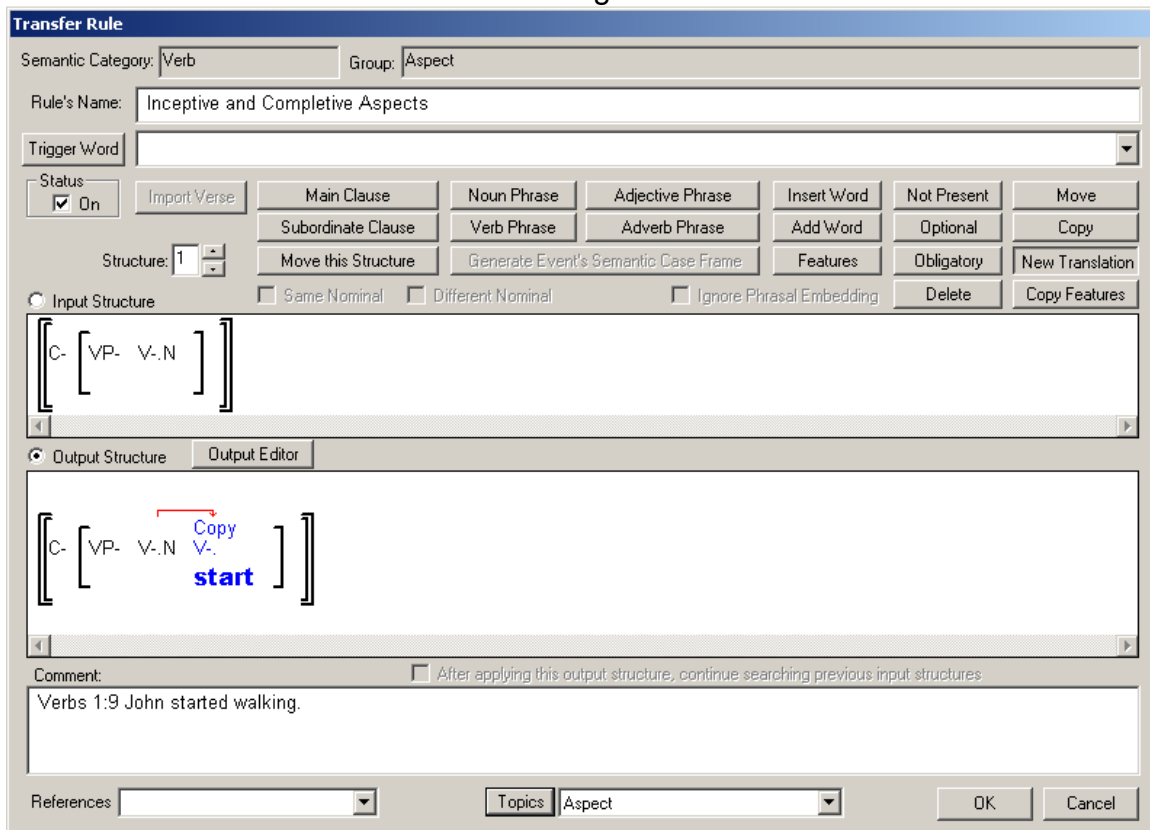 Transfer Rule
Semantic Category: Verb Group: Aspect
Rule's Name: Inceptive and Completive Aspects
Trigger Word
Status
On Import Verse Main Clause Noun Phrase Adjective Phrase Insert Word Not Present Move
Subordinate Clause Verb Phrase Adverb Phrase Add Word Optional Copy
Structure: 1 Move this Structure Generate Event's Semantic Case Frame Features Obligatory New Translation
Input Structure Same Nominal Different Nominal Ignore Phrasal Embedding Delete Copy Features
C- VP- V-.N
Output Structure Output Editor
Copy
C- VP- V-.N V-.
start
Comment: After applying this output structure, continue searching previous input structures
Verbs 1:9 John started walking.
References Topics Aspect OK Cancel